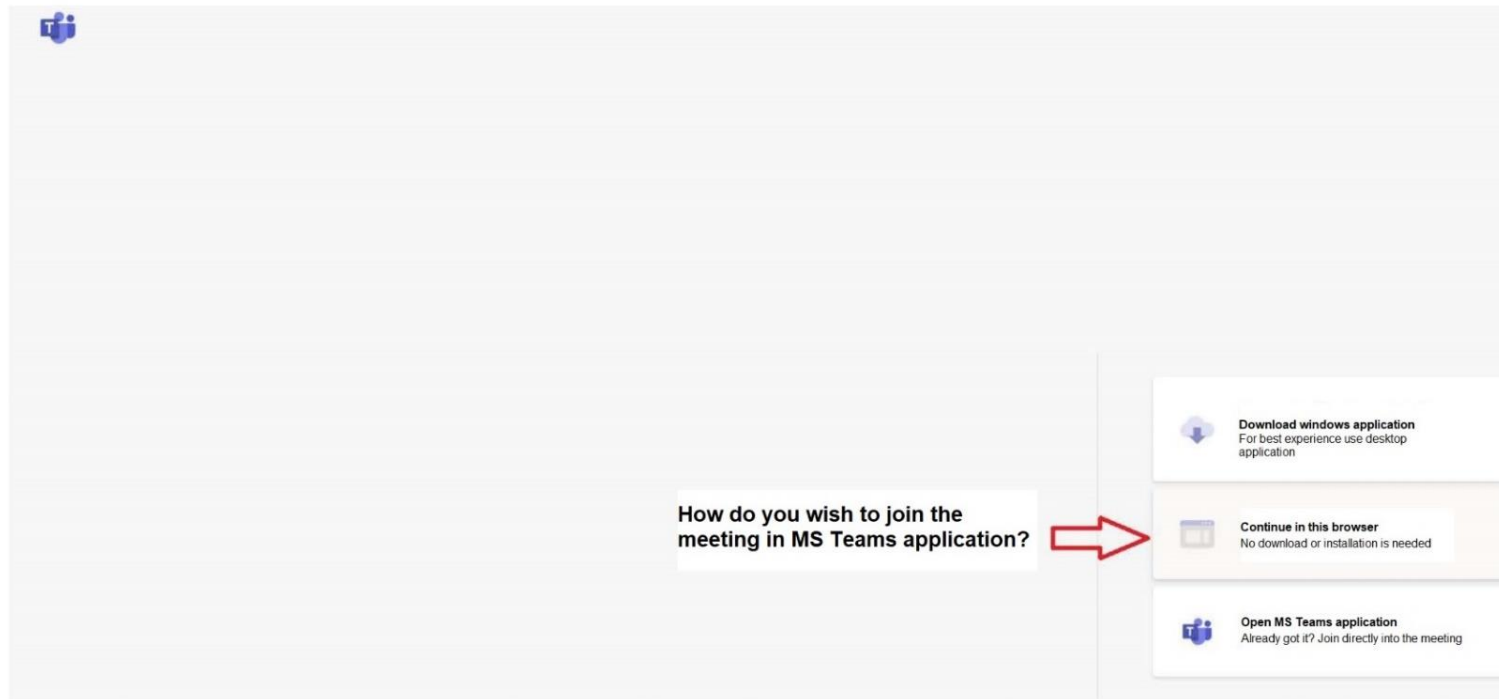 T
How do you wish to join the
meeting in MS Teams application?
Download windows application
For best experience use desktop
application
Continue in this browser
No download or installation is needed
T
Open MS Teams application
Already got it? Join directly into the meeting